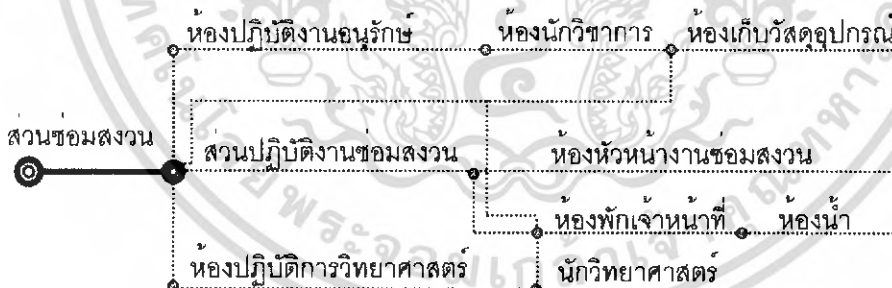 ห้องปฏิบัติงานอนุรักษ์ ห้องนักวิชาการ ห้องเก็บวัสดุอุปกรณ์
ส่วนซ่อมสงวน
ส่วนปฏิบัติงานซ่อมสงวน ห้องหัวหน้างานซ่อมสงวน
ห้องพักเจ้าหน้าที่ ห้องน้ำ
ห้องปฏิบัติการวิทยาศาสตร์ นักวิทยาศาสตร์